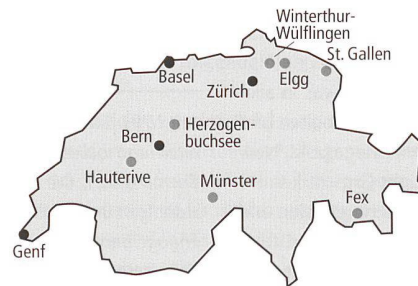 Winterthur-
Wülflingen
St. Gallen
Basel
Elgg
Zürich
Herzogen-
buchsee
Bern
Hauterive
Münster
Fex
Genf